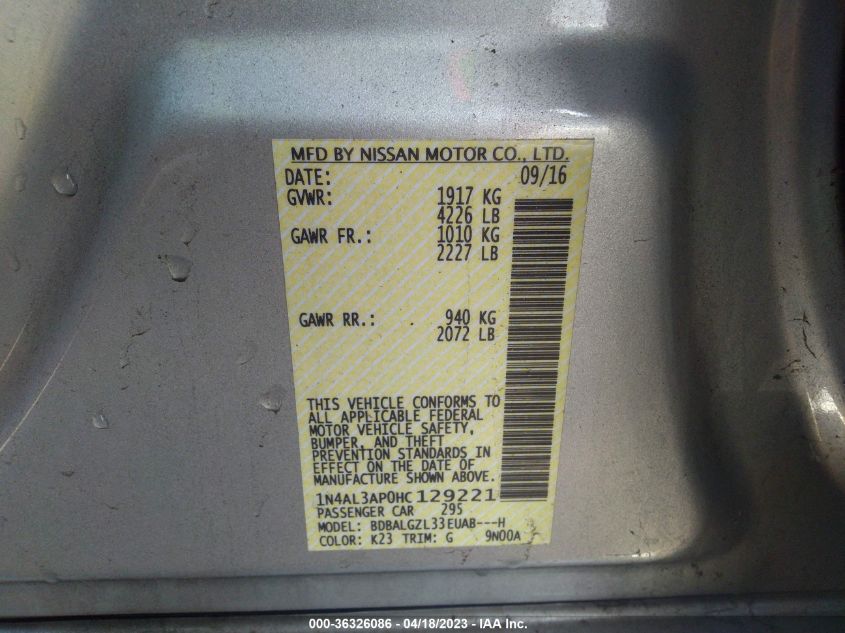 MFD BY NISSAN MOTOR CO., LTD.
DATE: 09/16
GVWR: 1917 KG
4226 LB
GAWR FR.: 1010 KG
2227 LB
GAWR RR.: 940 KG
2072 LB
THIS VEHICLE CONFORMS TO
ALL APPLICABLE FEDERAL
MOTOR VEHICLE SAFETY,
BUMPER, AND THEFT
PREVENTION STANDARDS IN
EFFECT ON THE DATE OF
MANUFACTURE SHOWN ABOVE.
1N4AL3AP0HC129221
PASSENGER CAR 295
MODEL: BDBALGZL33EUAB---H
COLOR: K23 TRIM: G 9N00A
000-36326086 - 04/18/2023 - IAA Inc.